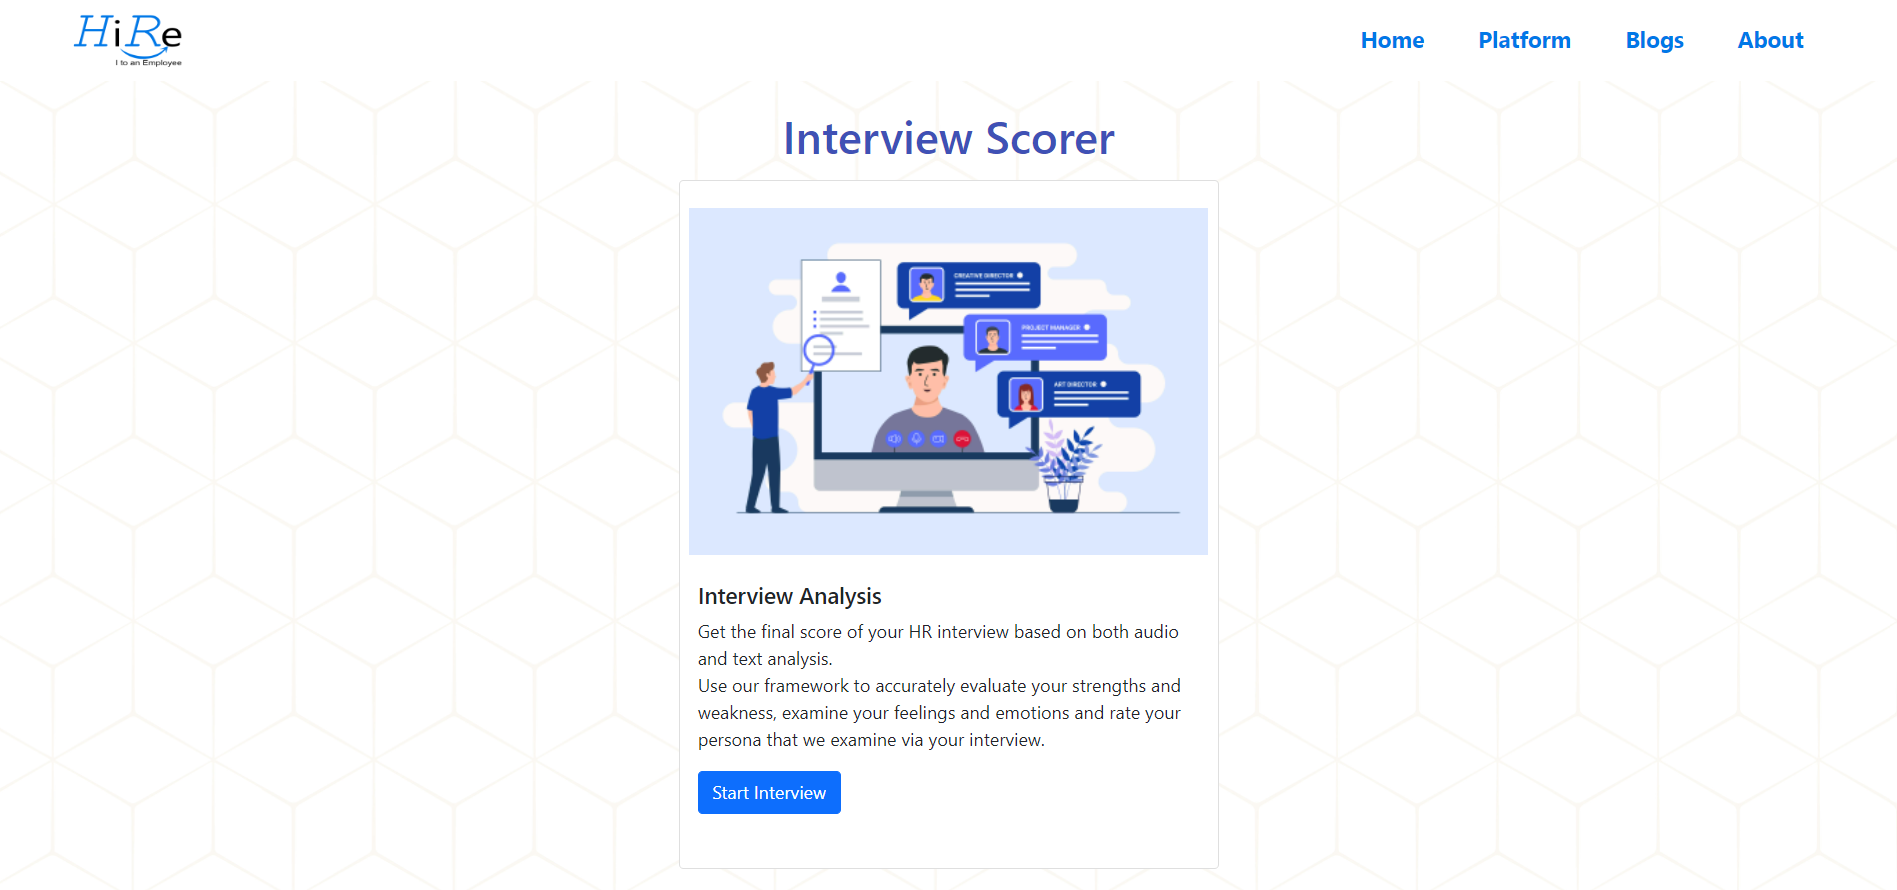 HiRe
I to an Employee
Home Platform Blogs About
Interview Scorer
CREATIVE DIRECTOR
PROJECT MANAGER
ART DIRECTOR
Interview Analysis
Get the final score of your HR interview based on both audio
and text analysis.
Use our framework to accurately evaluate your strengths and
weakness, examine your feelings and emotions and rate your
persona that we examine via your interview.
Start Interview